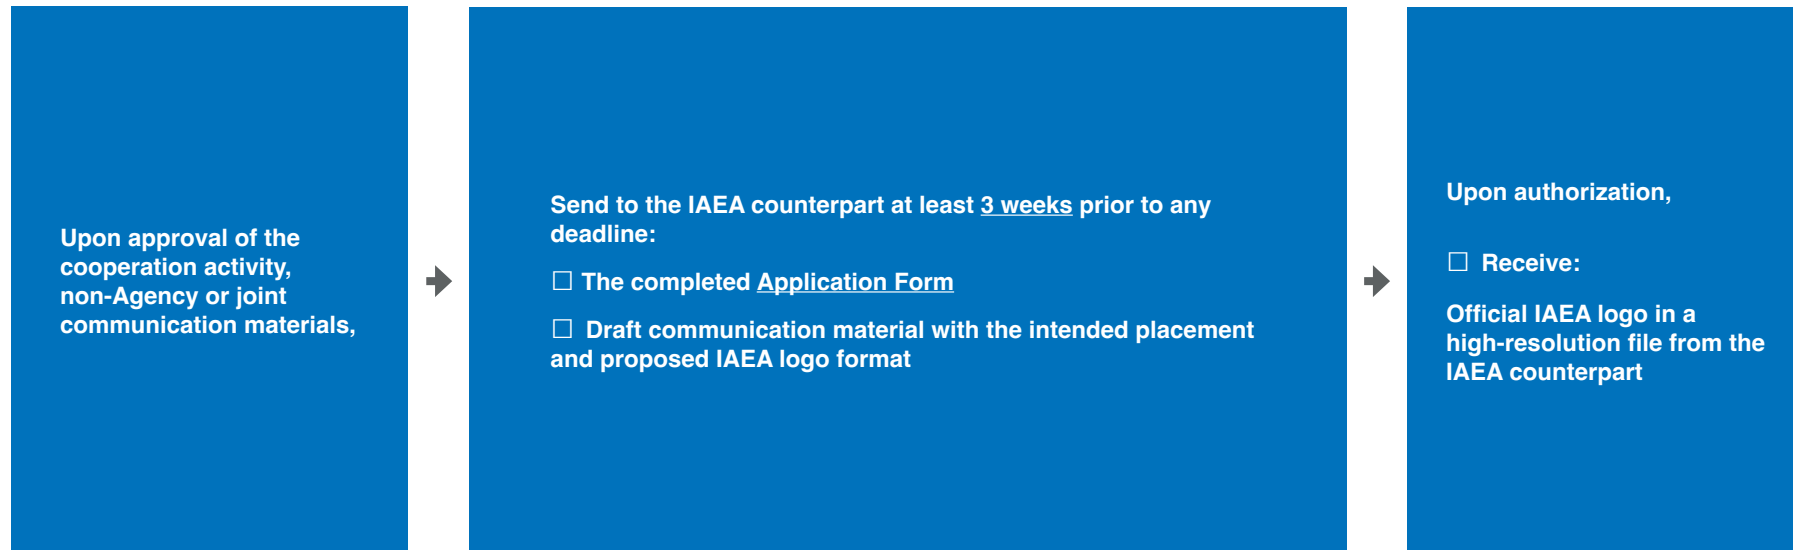 Upon approval of the
cooperation activity,
non-Agency or joint
communication materials,
Send to the IAEA counterpart at least 3 weeks prior to any
deadline:
☐ The completed Application Form
☐ Draft communication material with the intended placement
and proposed IAEA logo format
Upon authorization,
☐ Receive:
Official IAEA logo in a
high-resolution file from the
IAEA counterpart